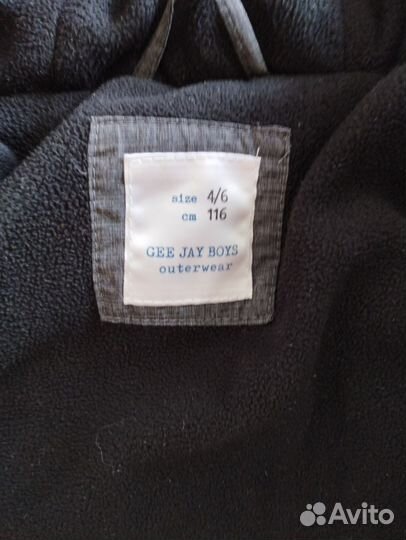 size 4/6
cm 116
GEE JAY BOYS
outerwear
Avito